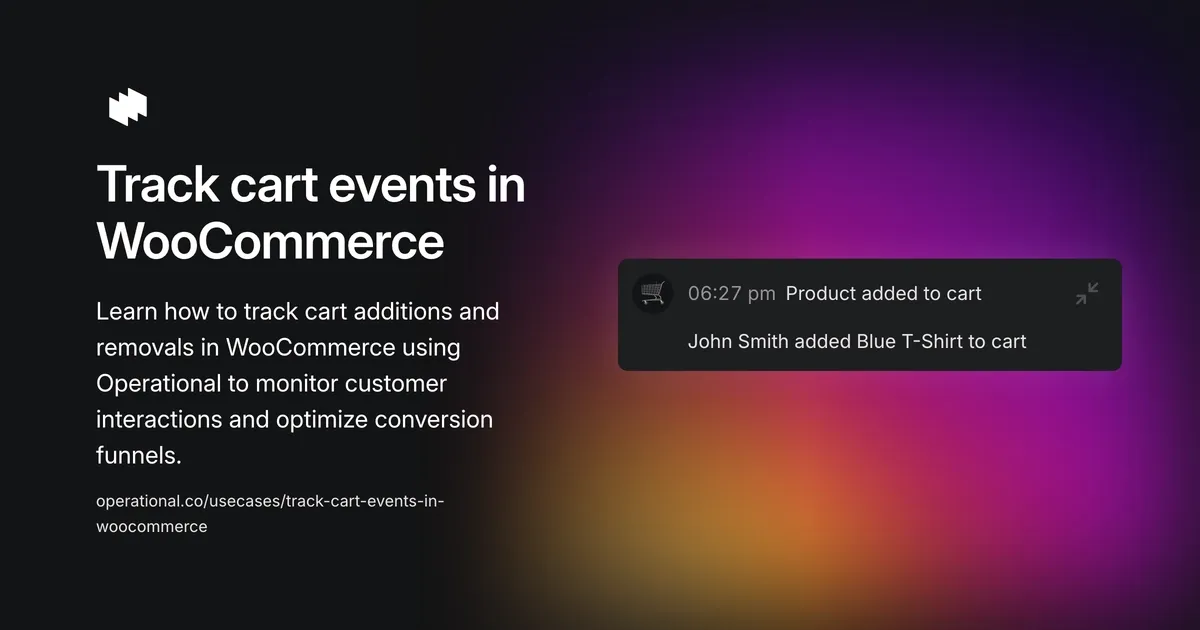 Track cart events in
WooCommerce
Learn how to track cart additions and
removals in WooCommerce using
Operational to monitor customer
interactions and optimize conversion
funnels.
operational.co/usecases/track-cart-events-in-
woocommerce
06:27 pm Product added to cart
John Smith added Blue T-Shirt to cart